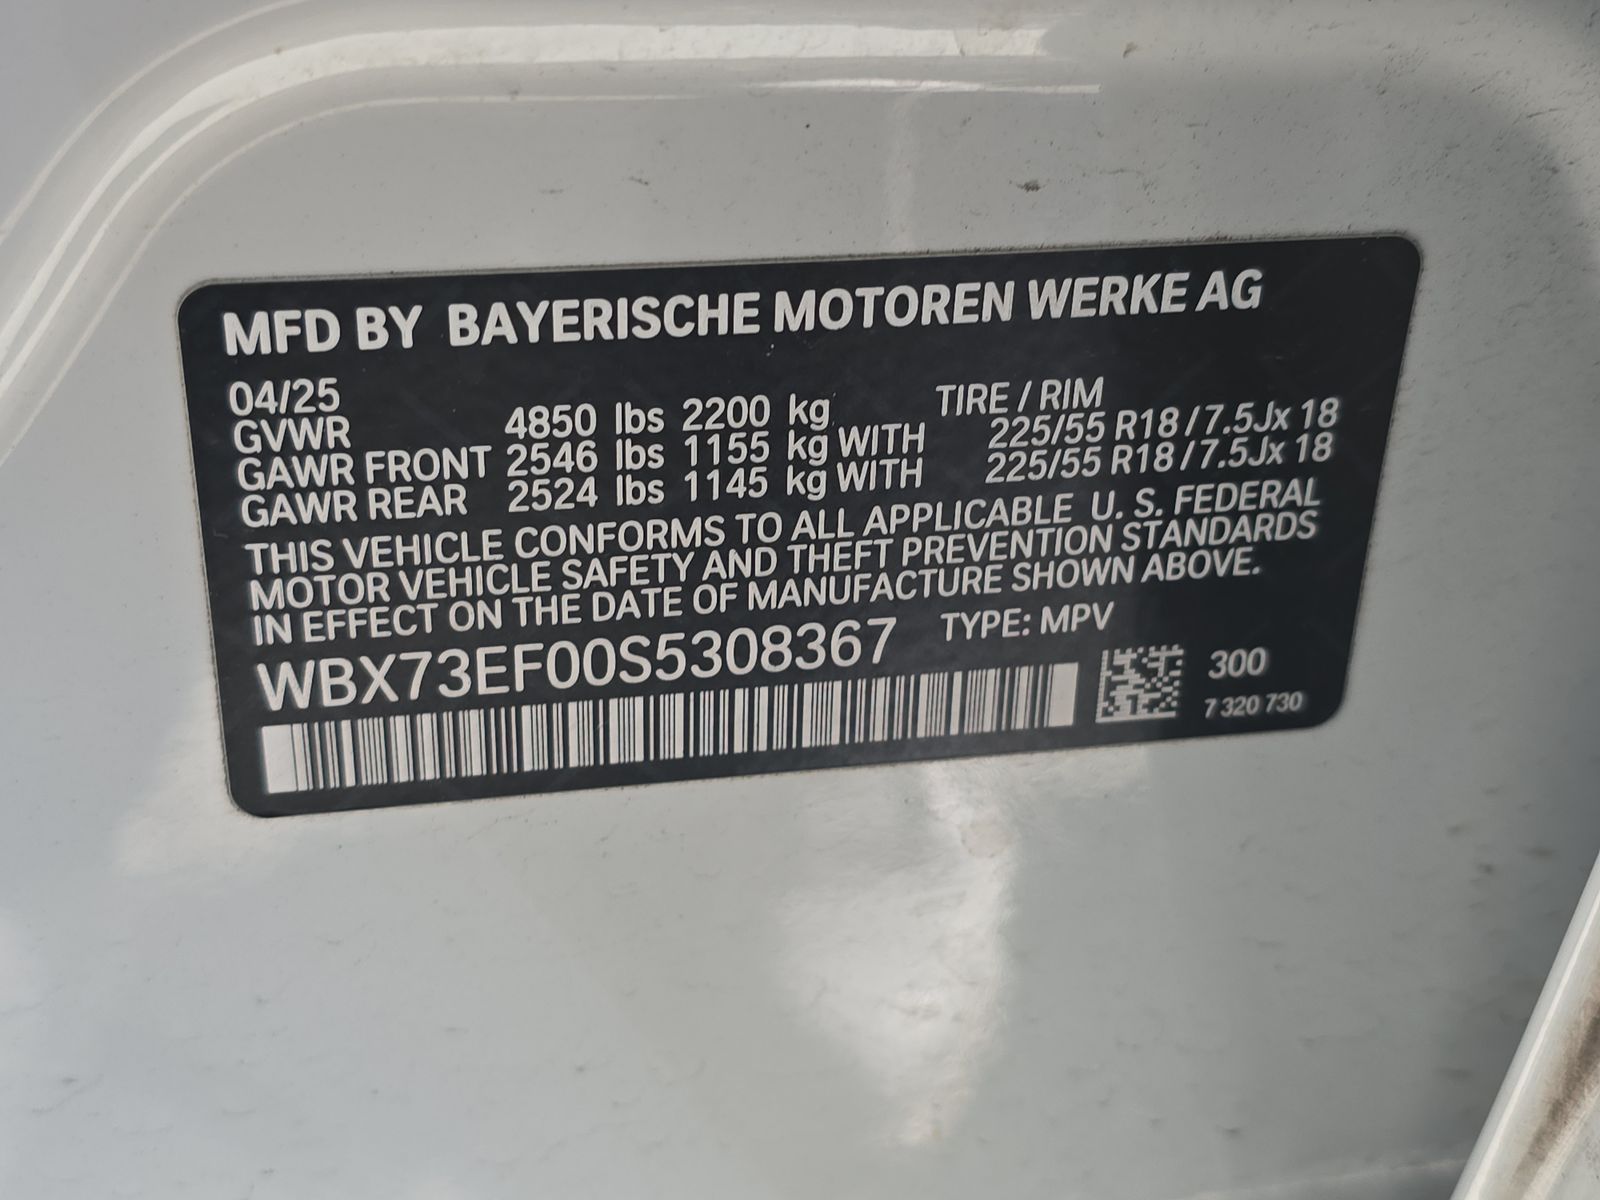 MFD BY BAYERISCHE MOTOREN WERKE AG
04/25 TIRE / RIM
GVWR 4850 lbs 2200 kg
GAWR FRONT 2546 lbs 1155 kg WITH 225/55 R18 / 7.5Jx 18
GAWR REAR 2524 lbs 1145 kg WITH 225/55 R18 / 7.5Jx 18
THIS VEHICLE CONFORMS TO ALL APPLICABLE U. S. FEDERAL
MOTOR VEHICLE SAFETY AND THEFT PREVENTION STANDARDS
IN EFFECT ON THE DATE OF MANUFACTURE SHOWN ABOVE.
WBX73EF00S5308367 TYPE: MPV
300
7 320 730